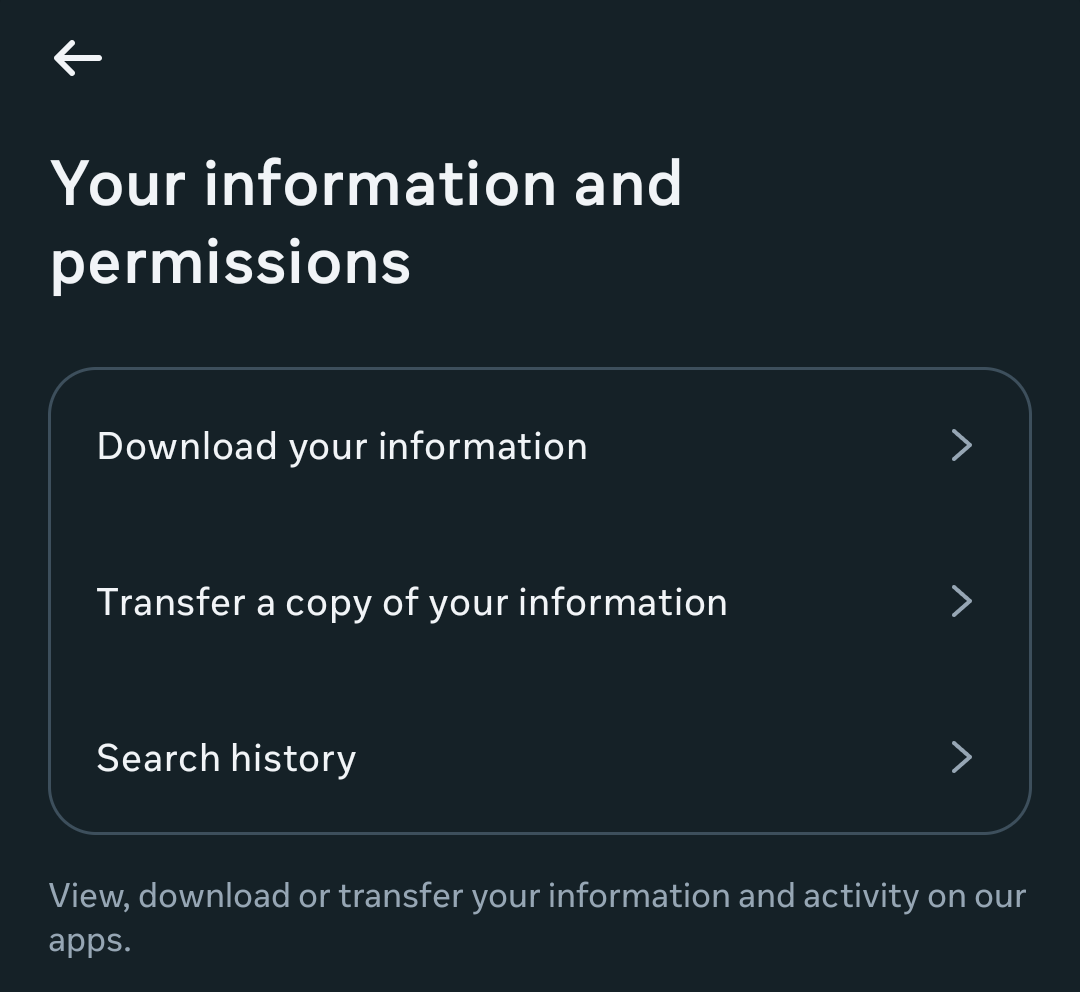 Your information and
permissions
Download your information
Transfer a copy of your information
Search history
View, download or transfer your information and activity on our
apps.